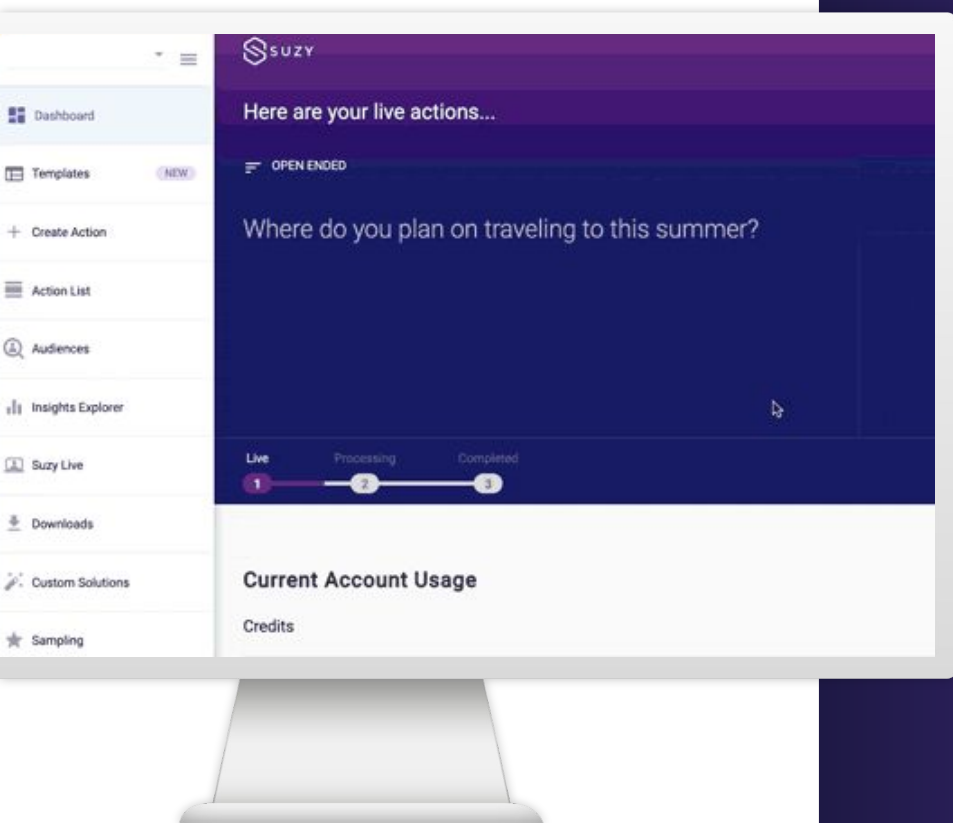 SUZY
Here are your live actions...
OPEN ENDED
Where do you plan on traveling to this summer?
Live Processing Completed
1 2 3
Current Account Usage
Credits
Dashboard
Templates NEW
Create Action
Action List
Audiences
Insights Explorer
Suzy Live
Downloads
Custom Solutions
Sampling